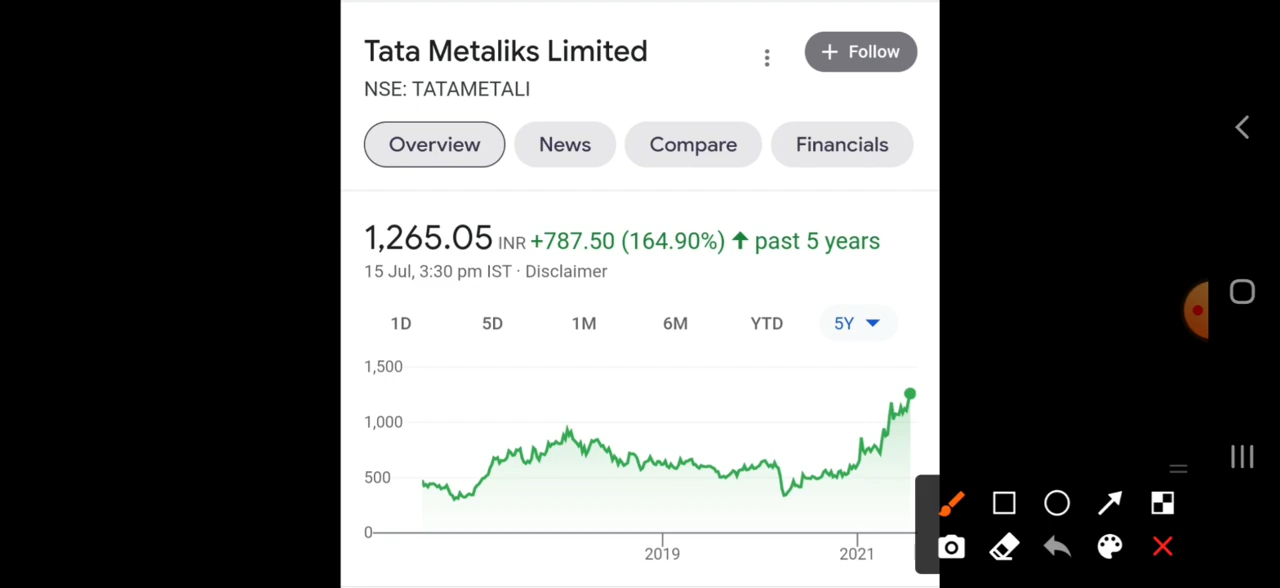 Tata Metaliks Limited
+ Follow
NSE: TATAMETALI
Overview News Compare Financials
1,265.05 INR +787.50 (164.90%) ↑ past 5 years
15 Jul, 3:30 pm IST · Disclaimer
1D 5D 1M 6M YTD 5Y
1,500
1,000
500
0
2019 2021